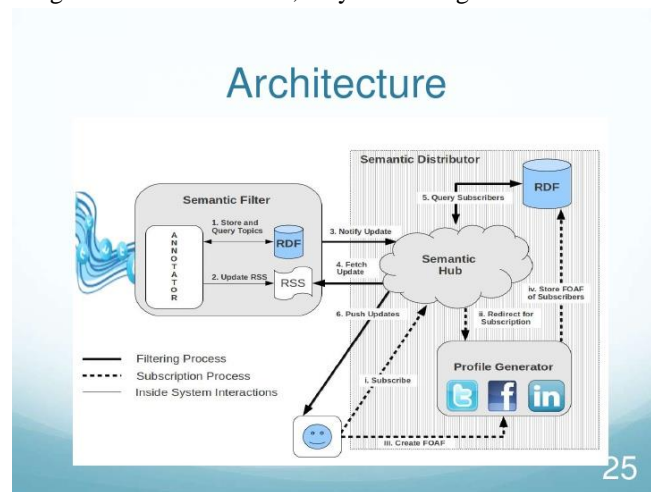 Architecture
Semantic Distributor
RDF
5. Query Subscribers
Semantic Filter
1. Store and
Query Topics
ANNOTATOR
RDF
3. Notify Update
4. Fetch
Update
2. Update RSS
RSS
Semantic
Hub
iv. Store FOAF
of Subscribers
6. Push Updates
ii. Redirect for
Subscription
Filtering Process
Subscription Process
Inside System Interactions
i. Subscribe
Profile Generator
t
f
in
iii. Create FOAF
25